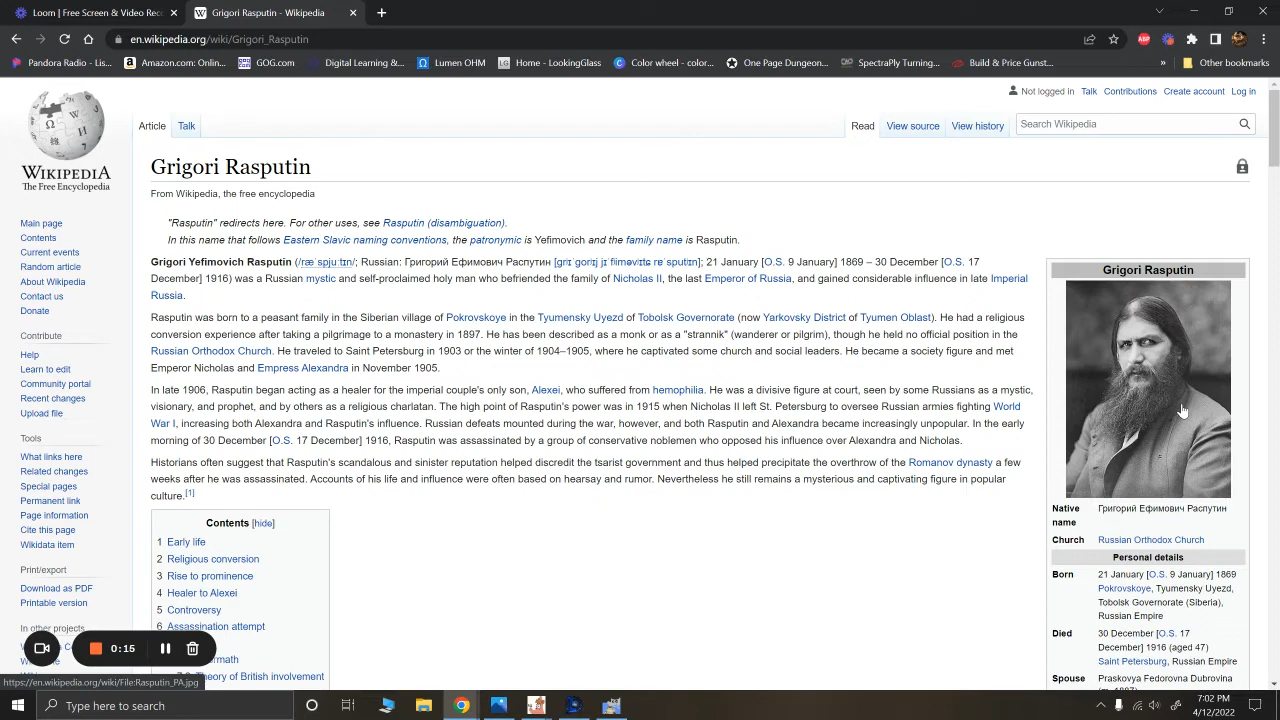 Loom | Free Screen & Video Rec
Grigori Rasputin - Wikipedia
en.wikipedia.org/wiki/Grigori_Rasputin
ABP
Pandora Radio - Lis...
Amazon.com: Onlin...
GOG.com
Digital Learning &...
Lumen OHM
Home - LookingGlass
Color wheel - color...
One Page Dungeon...
SpectraPly Turning...
Build & Price Gunst...
»
Other bookmarks
Not logged in Talk Contributions Create account Log in
Article Talk
Read View source View history
Search Wikipedia
WIKIPEDIA
The Free Encyclopedia
Main page
Contents
Current events
Random article
About Wikipedia
Contact us
Donate
Contribute
Help
Learn to edit
Community portal
Recent changes
Upload file
Tools
What links here
Related changes
Special pages
Permanent link
Page information
Cite this page
Wikidata item
Print/export
Download as PDF
Printable version
In other projects
Grigori Rasputin
From Wikipedia, the free encyclopedia
"Rasputin" redirects here. For other uses, see Rasputin (disambiguation).
In this name that follows Eastern Slavic naming conventions, the patronymic is Yefimovich and the family name is Rasputin.
Grigori Yefimovich Rasputin (/ræˈspjuːtɪn/; Russian: Григорий Ефимович Распутин [ɡrʲɪˈɡorʲɪj jɪˈfʲiməvʲɪtɕ rɐˈsputʲɪn]; 21 January [O.S. 9 January] 1869 – 30 December [O.S. 17
December] 1916) was a Russian mystic and self-proclaimed holy man who befriended the family of Nicholas II, the last Emperor of Russia, and gained considerable influence in late Imperial
Russia.
Rasputin was born to a peasant family in the Siberian village of Pokrovskoye in the Tyumensky Uyezd of Tobolsk Governorate (now Yarkovsky District of Tyumen Oblast). He had a religious
conversion experience after taking a pilgrimage to a monastery in 1897. He has been described as a monk or as a "strannik" (wanderer or pilgrim), though he held no official position in the
Russian Orthodox Church. He traveled to Saint Petersburg in 1903 or the winter of 1904–1905, where he captivated some church and social leaders. He became a society figure and met
Emperor Nicholas and Empress Alexandra in November 1905.
In late 1906, Rasputin began acting as a healer for the imperial couple's only son, Alexei, who suffered from hemophilia. He was a divisive figure at court, seen by some Russians as a mystic,
visionary, and prophet, and by others as a religious charlatan. The high point of Rasputin's power was in 1915 when Nicholas II left St. Petersburg to oversee Russian armies fighting World
War I, increasing both Alexandra and Rasputin's influence. Russian defeats mounted during the war, however, and both Rasputin and Alexandra became increasingly unpopular. In the early
morning of 30 December [O.S. 17 December] 1916, Rasputin was assassinated by a group of conservative noblemen who opposed his influence over Alexandra and Nicholas.
Historians often suggest that Rasputin's scandalous and sinister reputation helped discredit the tsarist government and thus helped precipitate the overthrow of the Romanov dynasty a few
weeks after he was assassinated. Accounts of his life and influence were often based on hearsay and rumor. Nevertheless he still remains a mysterious and captivating figure in popular
culture.[1]
Contents [hide]
1 Early life
2 Religious conversion
3 Rise to prominence
4 Healer to Alexei
5 Controversy
6 Assassination attempt
Theory of British involvement
Grigori Rasputin
Native name Григорий Ефимович Распутин
Church Russian Orthodox Church
Personal details
Born 21 January [O.S. 9 January] 1869
Pokrovskoye, Tyumensky Uyezd,
Tobolsk Governorate (Siberia),
Russian Empire
Died 30 December [O.S. 17
December] 1916 (aged 47)
Saint Petersburg, Russian Empire
Spouse Praskovya Fedorovna Dubrovina
0:15
https://en.wikipedia.org/wiki/File:Rasputin_PA.jpg
Type here to search
7:02 PM
4/12/2022